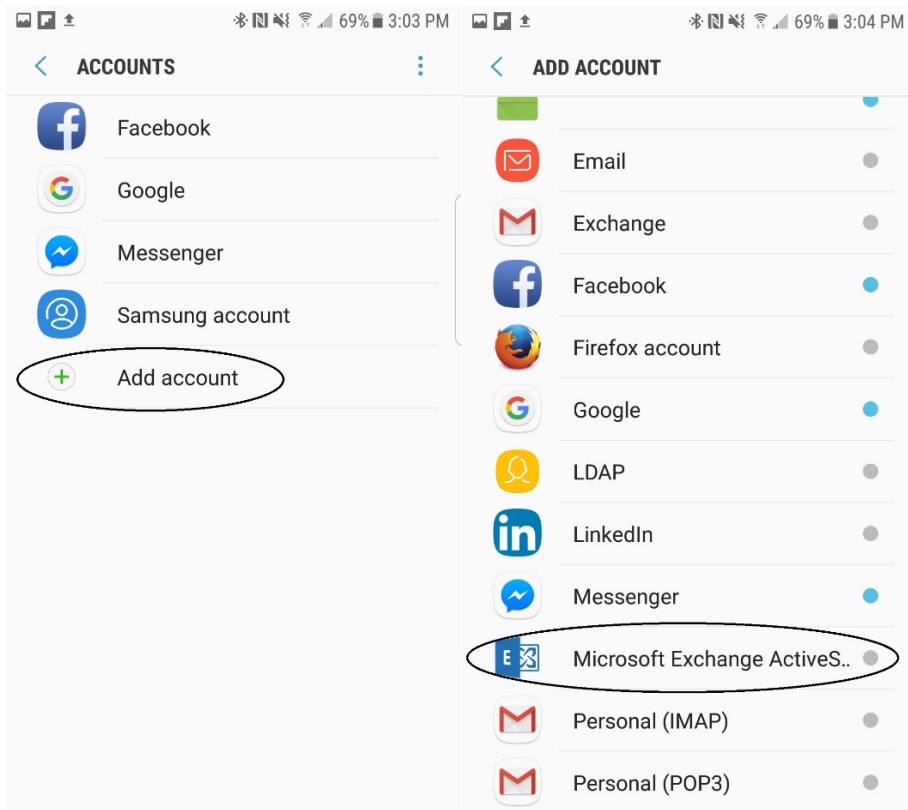 69% 3:03 PM
ACCOUNTS
Facebook
Google
Messenger
Samsung account
Add account
69% 3:04 PM
ADD ACCOUNT
Email
Exchange
Facebook
Firefox account
Google
LDAP
in LinkedIn
Messenger
E Microsoft Exchange ActiveS..
Personal (IMAP)
Personal (POP3)